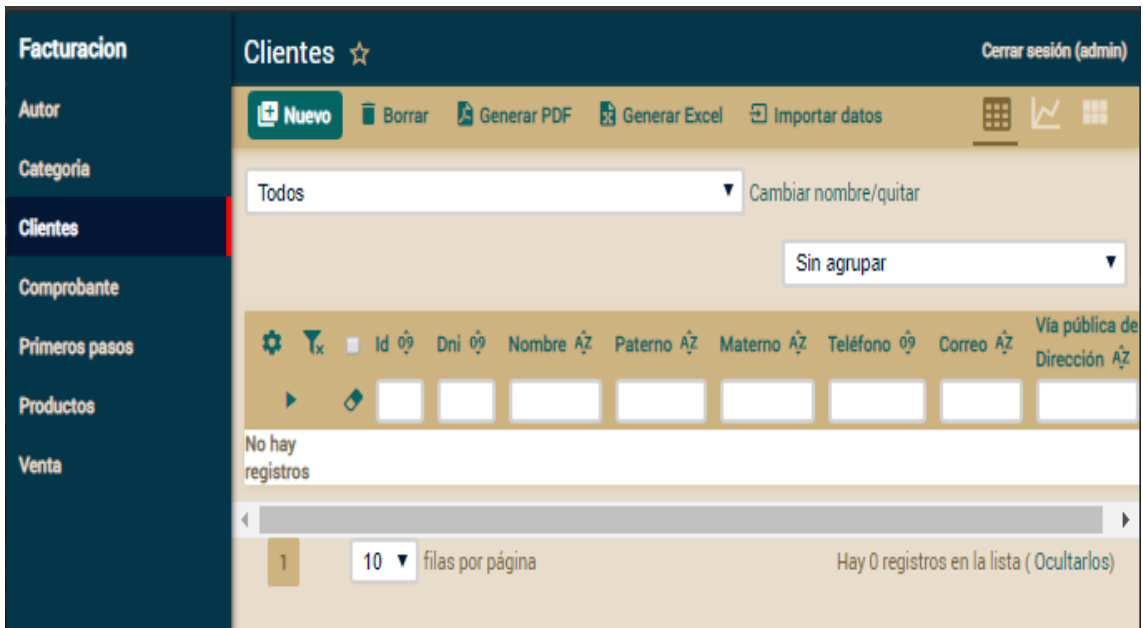 Facturacion
Clientes
Cerrar sesión (admin)
Autor
Categoria
Clientes
Comprobante
Primeros pasos
Productos
Venta
Nuevo Borrar Generar PDF Generar Excel Importar datos
Todos Cambiar nombre/quitar
Sin agrupar
Id Dni Nombre Paterno Materno Teléfono Correo Vía pública de
Dirección
No hay
registros
1 10 filas por página Hay 0 registros en la lista ( Ocultarlos)